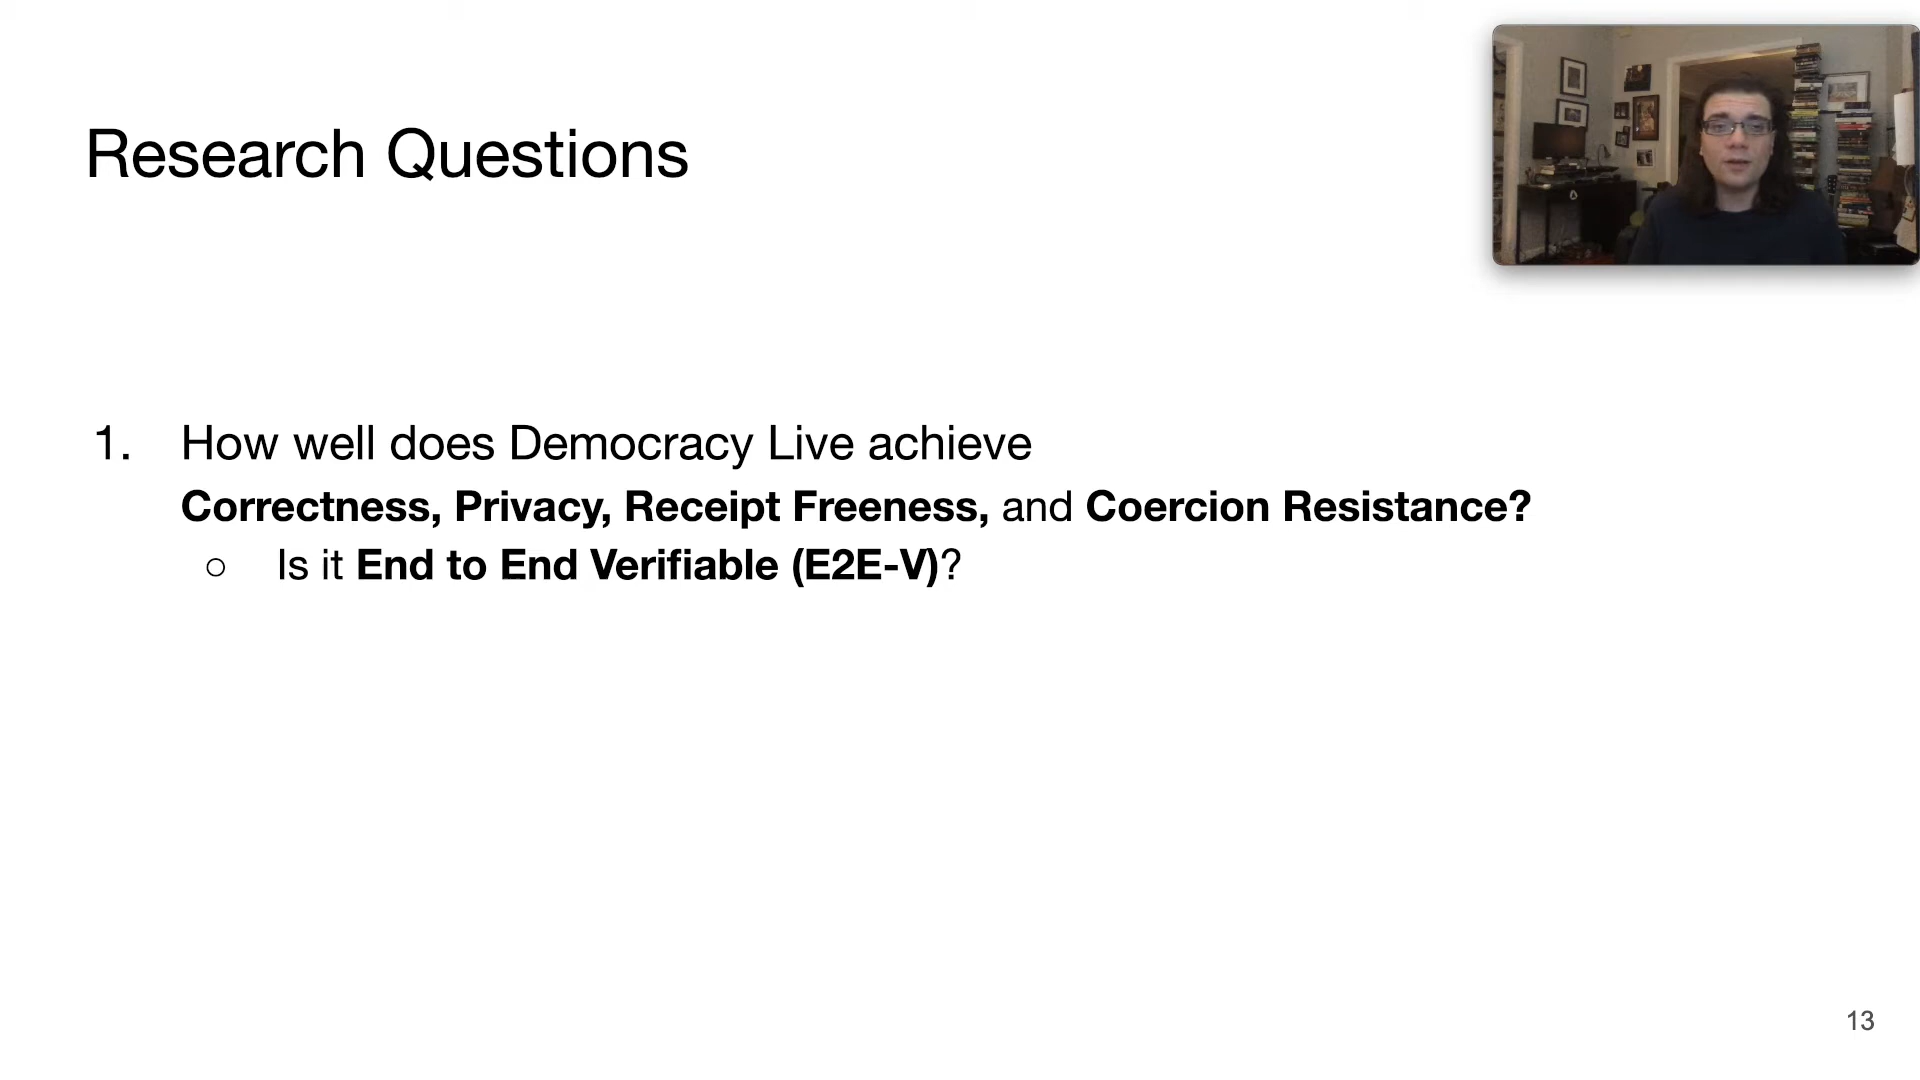 Research Questions
1. How well does Democracy Live achieve
Correctness, Privacy, Receipt Freeness, and Coercion Resistance?
○ Is it End to End Verifiable (E2E-V)?
13